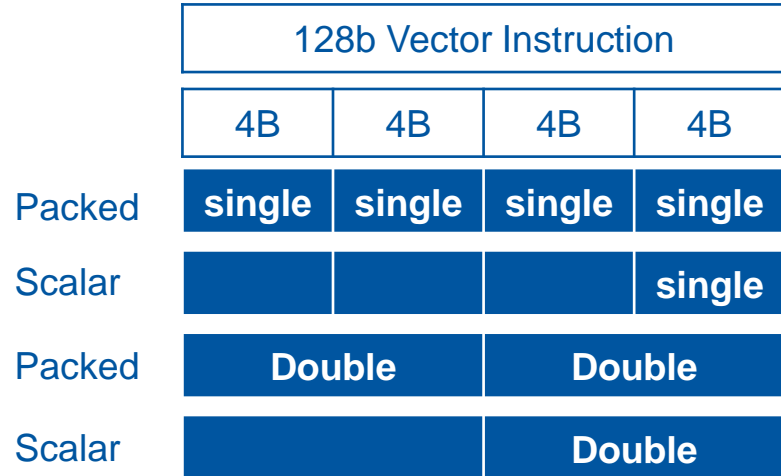 128b Vector Instruction
4B 4B 4B 4B
Packed single single single single
Scalar single
Packed Double Double
Scalar Double